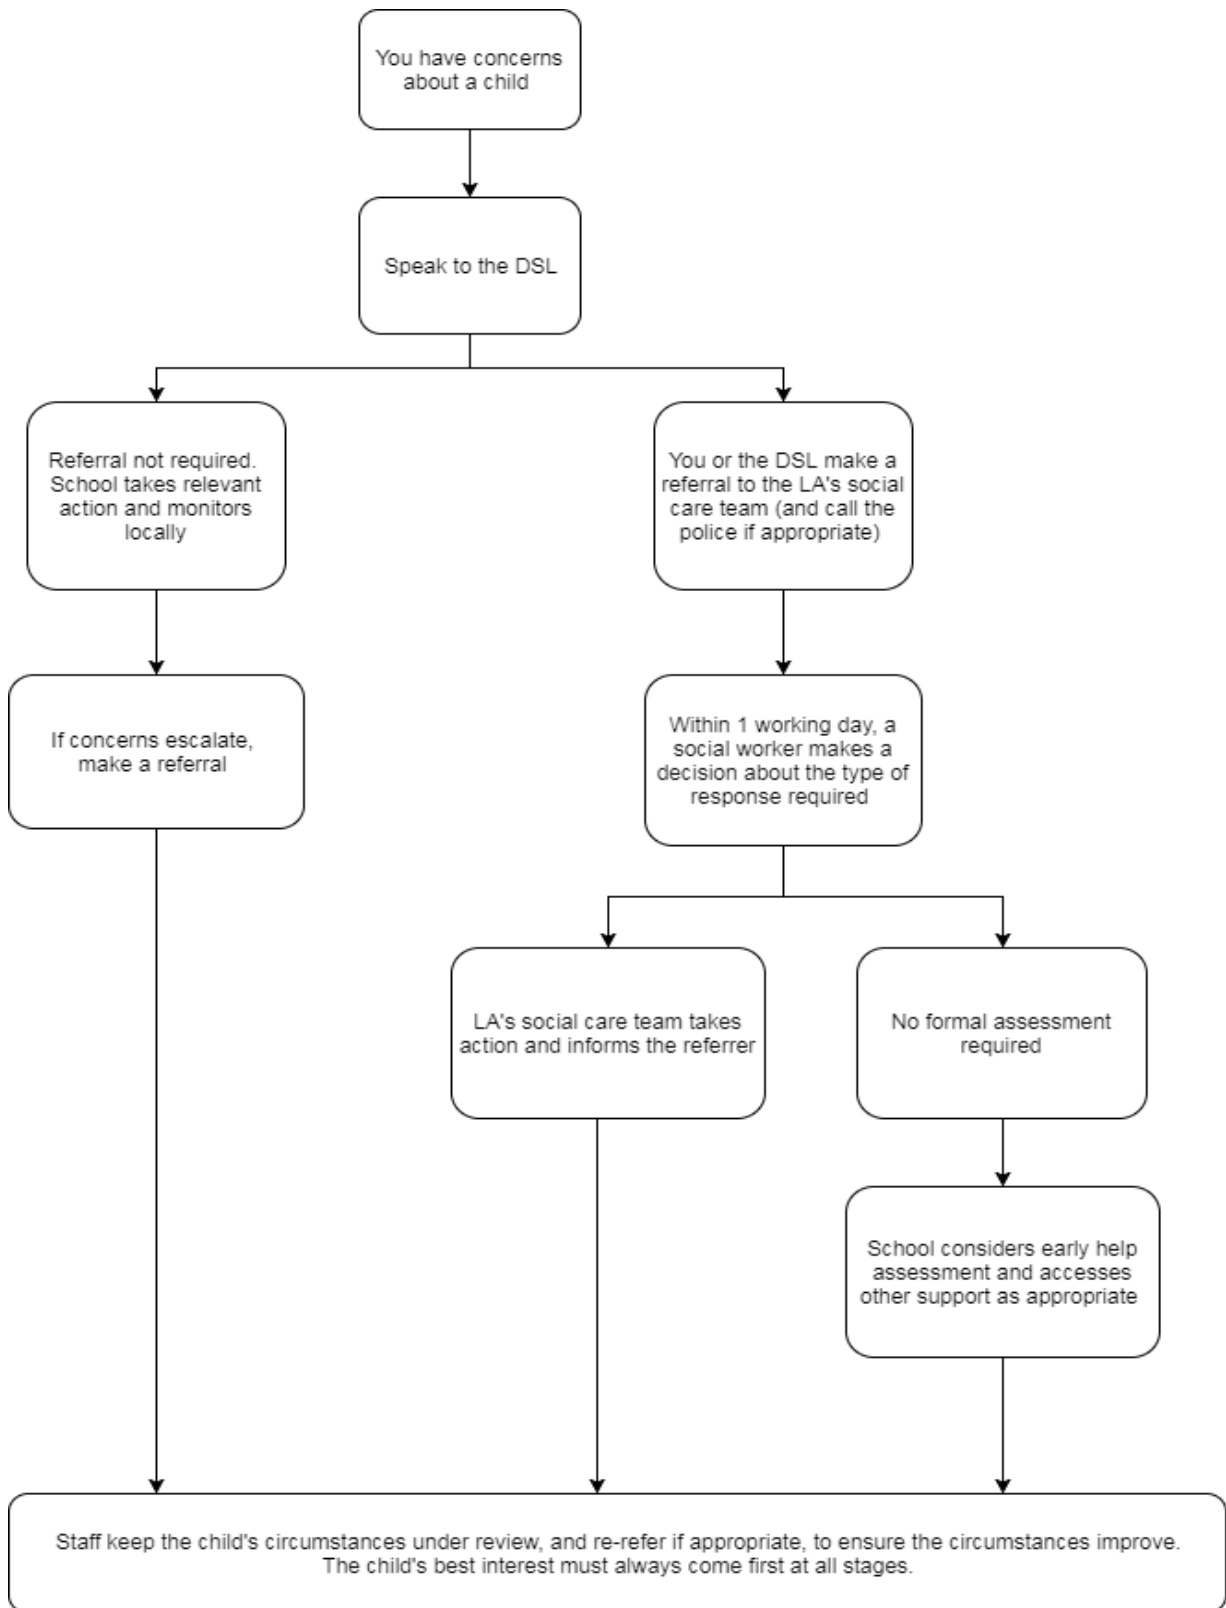 You have concerns
about a child
Speak to the DSL
Referral not required.
School takes relevant
action and monitors
locally
You or the DSL make a
referral to the LA's social
care team (and call the
police if appropriate)
If concerns escalate,
make a referral
Within 1 working day, a
social worker makes a
decision about the type of
response required
LA's social care team takes
action and informs the referrer
No formal assessment
required
School considers early help
assessment and accesses
other support as appropriate
Staff keep the child's circumstances under review, and re-refer if appropriate, to ensure the circumstances improve.
The child's best interest must always come first at all stages.